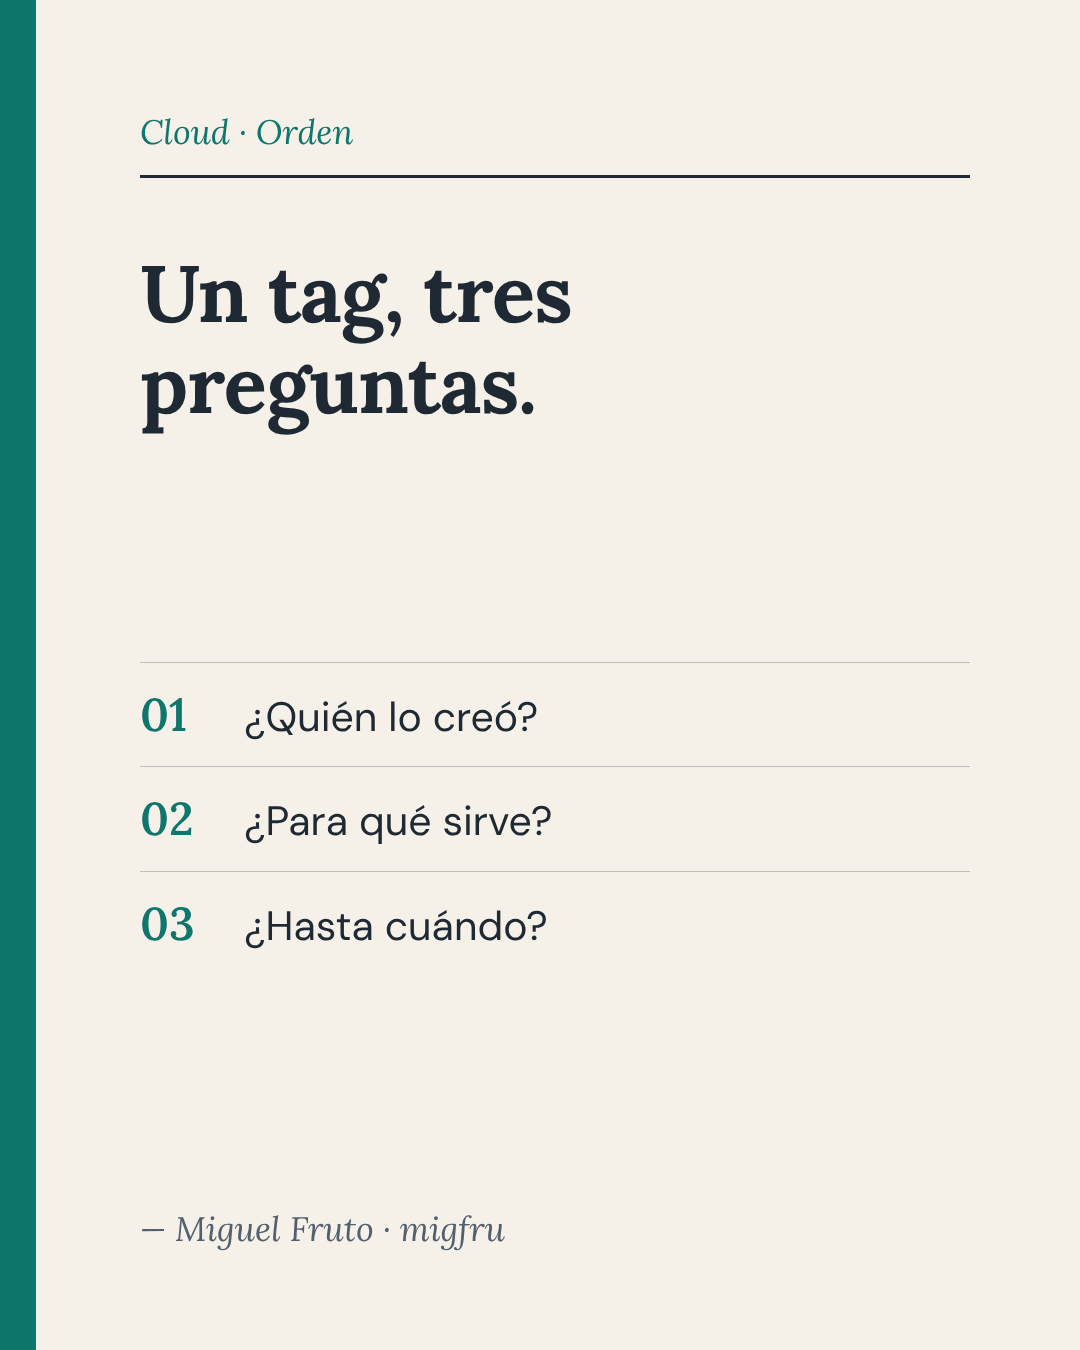 Cloud · Orden
Un tag, tres
preguntas.
01 ¿Quién lo creó?
02 ¿Para qué sirve?
03 ¿Hasta cuándo?
— Miguel Fruto · migfru